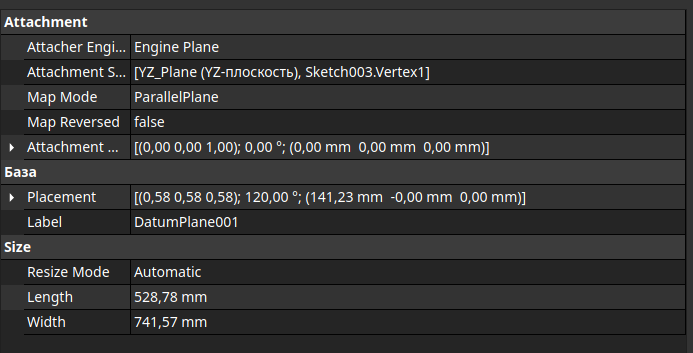 Attachment
Attacher Engi... Engine Plane
Attachment S... [YZ_Plane (YZ-плоскость), Sketch003.Vertex1]
Map Mode ParallelPlane
Map Reversed false
Attachment ... [(0,00 0,00 1,00); 0,00 °; (0,00 mm 0,00 mm 0,00 mm)]
База
Placement [(0,58 0,58 0,58); 120,00 °; (141,23 mm -0,00 mm 0,00 mm)]
Label DatumPlane001
Size
Resize Mode Automatic
Length 528,78 mm
Width 741,57 mm